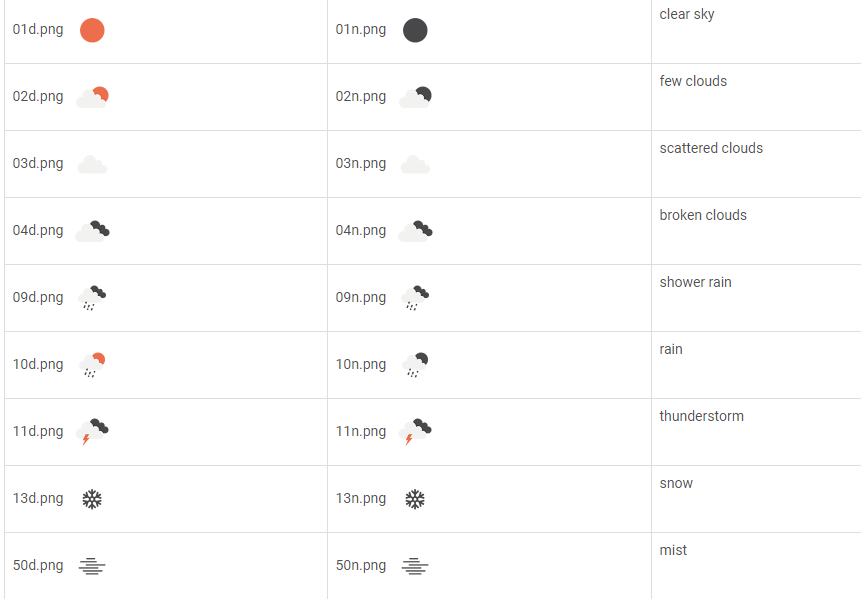 01d.png 01n.png clear sky
02d.png 02n.png few clouds
03d.png 03n.png scattered clouds
04d.png 04n.png broken clouds
09d.png 09n.png shower rain
10d.png 10n.png rain
11d.png 11n.png thunderstorm
13d.png 13n.png snow
50d.png 50n.png mist